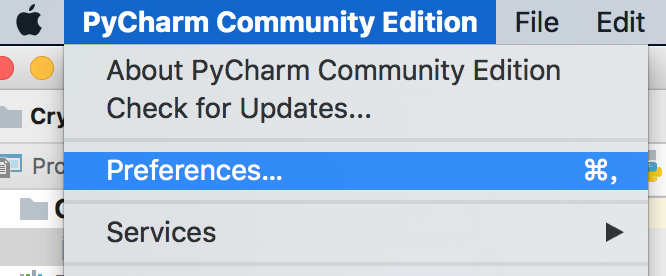 PyCharm Community Edition File Edit
About PyCharm Community Edition
Check for Updates...
Cry
Preferences... ⌘,
Pro
Services ▶